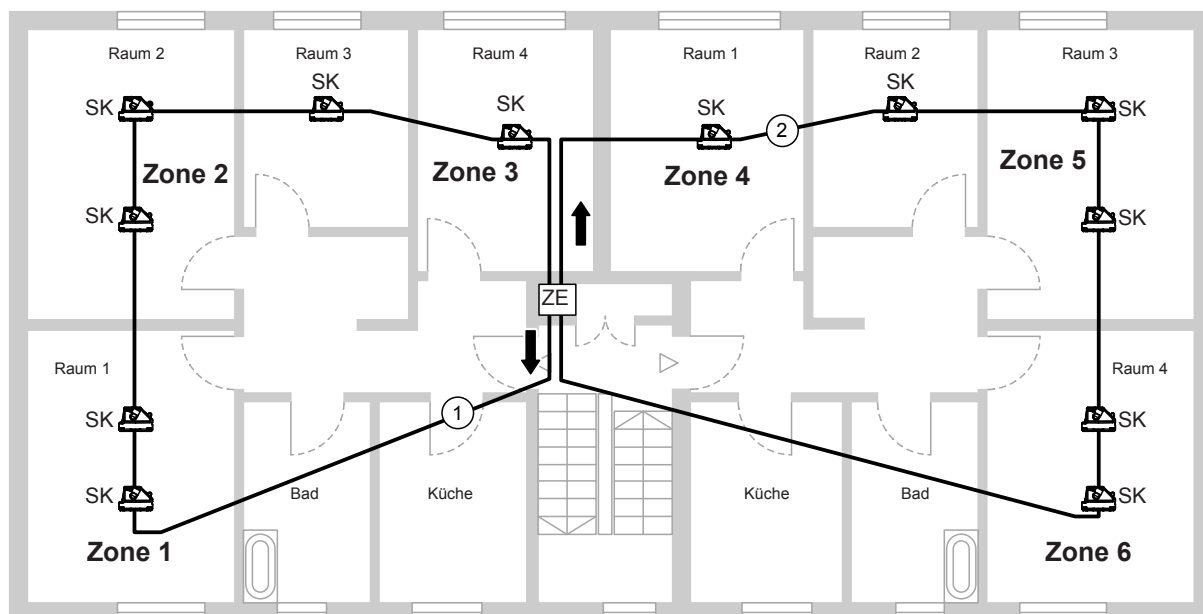 Raum 2
Raum 3
Raum 4
Raum 1
Raum 2
Raum 3
SK
SK
SK
SK
SK
SK
2
Zone 2
Zone 3
Zone 4
Zone 5
SK
SK
ZE
Raum 1
Raum 4
SK
1
SK
SK
SK
Bad
Küche
Küche
Bad
Zone 1
Zone 6